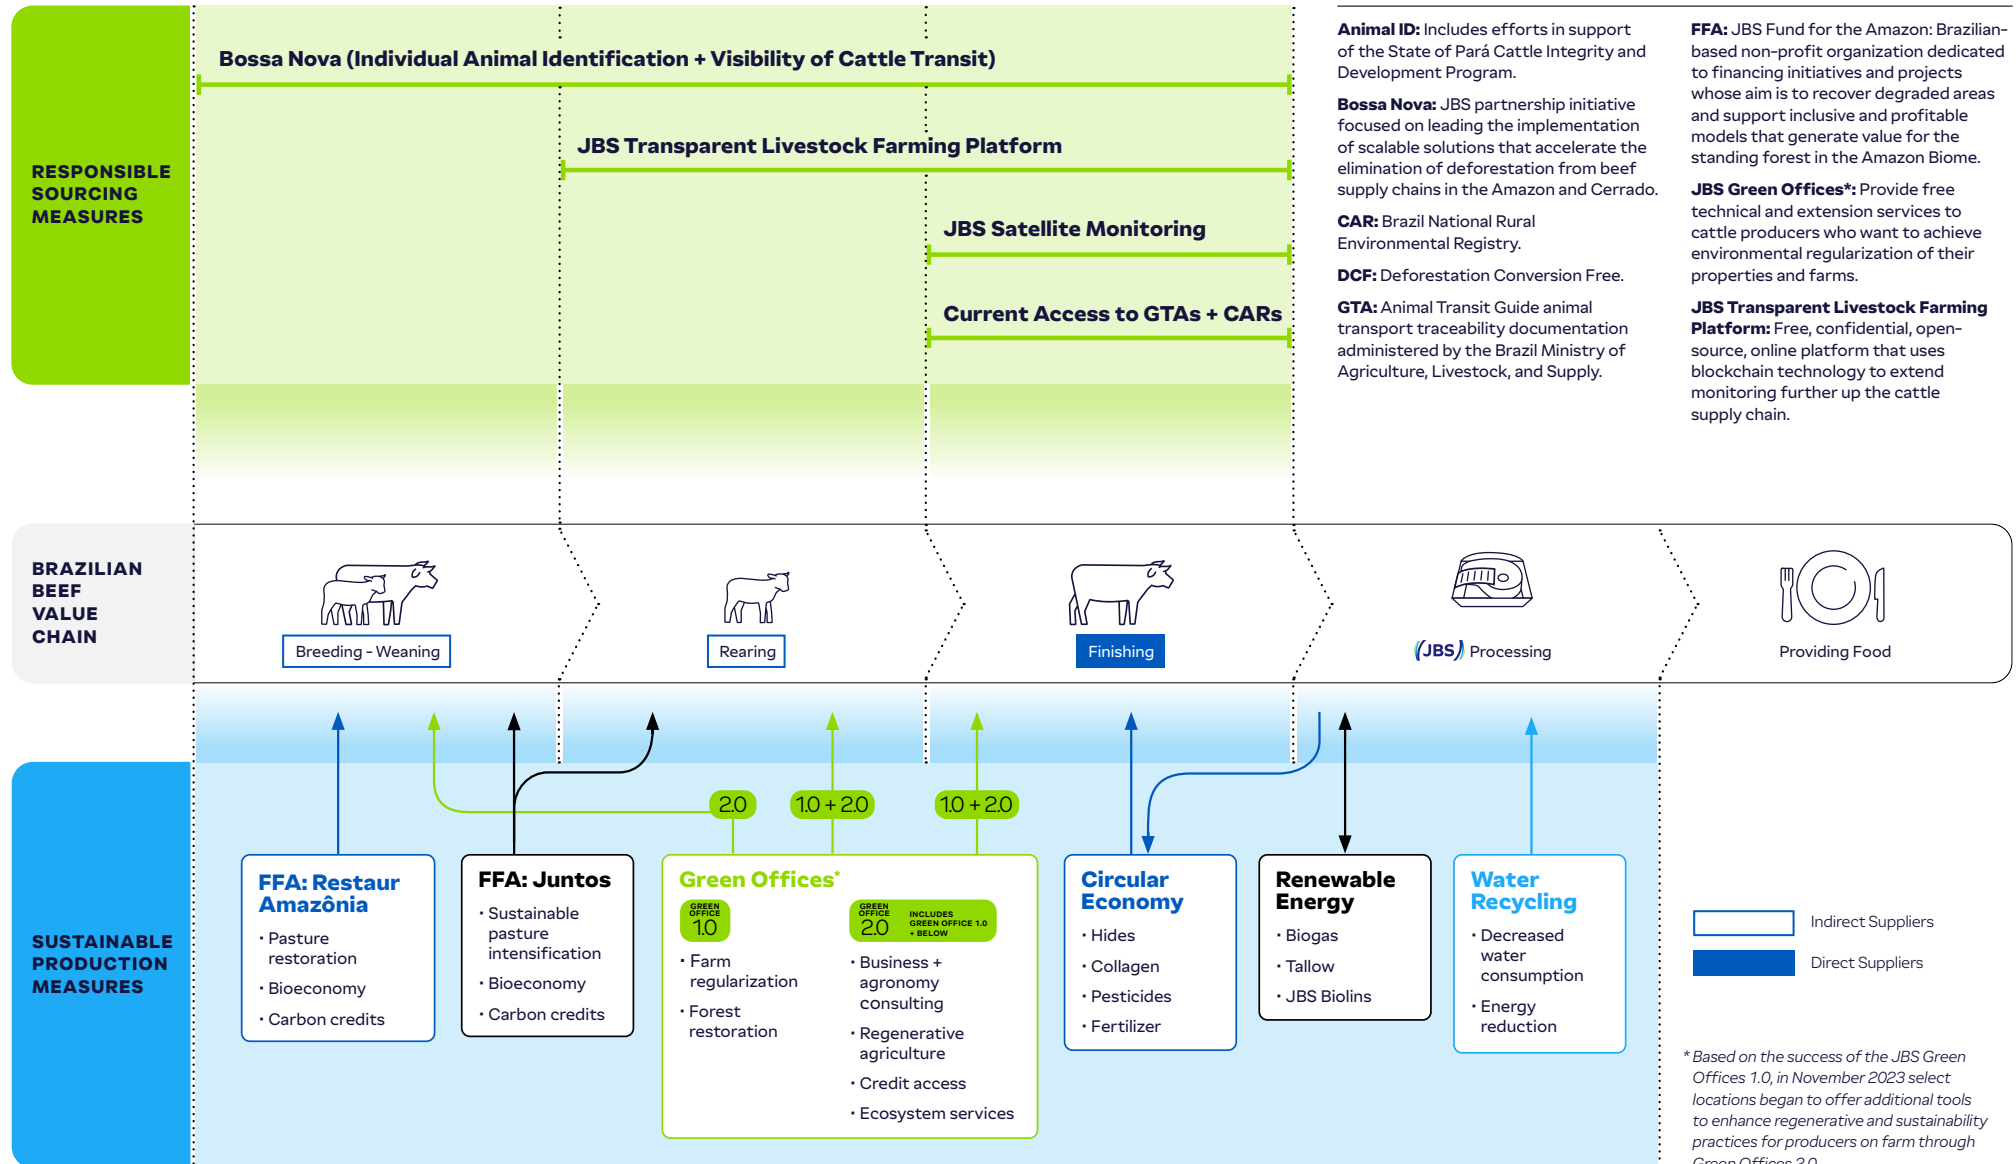 RESPONSIBLE
SOURCING
MEASURES
Bossa Nova (Individual Animal Identification + Visibility of Cattle Transit)
JBS Transparent Livestock Farming Platform
JBS Satellite Monitoring
Current Access to GTAs + CARs
Animal ID: Includes efforts in support
of the State of Pará Cattle Integrity and
Development Program.
Bossa Nova: JBS partnership initiative
focused on leading the implementation
of scalable solutions that accelerate the
elimination of deforestation from beef
supply chains in the Amazon and Cerrado.
CAR: Brazil National Rural
Environmental Registry.
DCF: Deforestation Conversion Free.
GTA: Animal Transit Guide animal
transport traceability documentation
administered by the Brazil Ministry of
Agriculture, Livestock, and Supply.
FFA: JBS Fund for the Amazon: Brazilian-
based non-profit organization dedicated
to financing initiatives and projects
whose aim is to recover degraded areas
and support inclusive and profitable
models that generate value for the
standing forest in the Amazon Biome.
JBS Green Offices*: Provide free
technical and extension services to
cattle producers who want to achieve
environmental regularization of their
properties and farms.
JBS Transparent Livestock Farming
Platform: Free, confidential, open-
source, online platform that uses
blockchain technology to extend
monitoring further up the cattle
supply chain.
BRAZILIAN
BEEF
VALUE
CHAIN
Breeding - Weaning
Rearing
Finishing
(JBS) Processing
Providing Food
SUSTAINABLE
PRODUCTION
MEASURES
2.0
1.0 + 2.0
1.0 + 2.0
FFA: Restaur
Amazônia
· Pasture
restoration
· Bioeconomy
· Carbon credits
FFA: Juntos
· Sustainable
pasture
intensification
· Bioeconomy
· Carbon credits
Green Offices*
GREEN
OFFICE
1.0
· Farm
regularization
· Forest
restoration
GREEN
OFFICE
2.0
INCLUDES
GREEN OFFICE 1.0
+ BELOW
· Business +
agronomy
consulting
· Regenerative
agriculture
· Credit access
· Ecosystem services
Circular
Economy
· Hides
· Collagen
· Pesticides
· Fertilizer
Renewable
Energy
· Biogas
· Tallow
· JBS Biolins
Water
Recycling
· Decreased
water
consumption
· Energy
reduction
Indirect Suppliers
Direct Suppliers
* Based on the success of the JBS Green
Offices 1.0, in November 2023 select
locations began to offer additional tools
to enhance regenerative and sustainability
practices for producers on farm through
Green Offices 2.0.